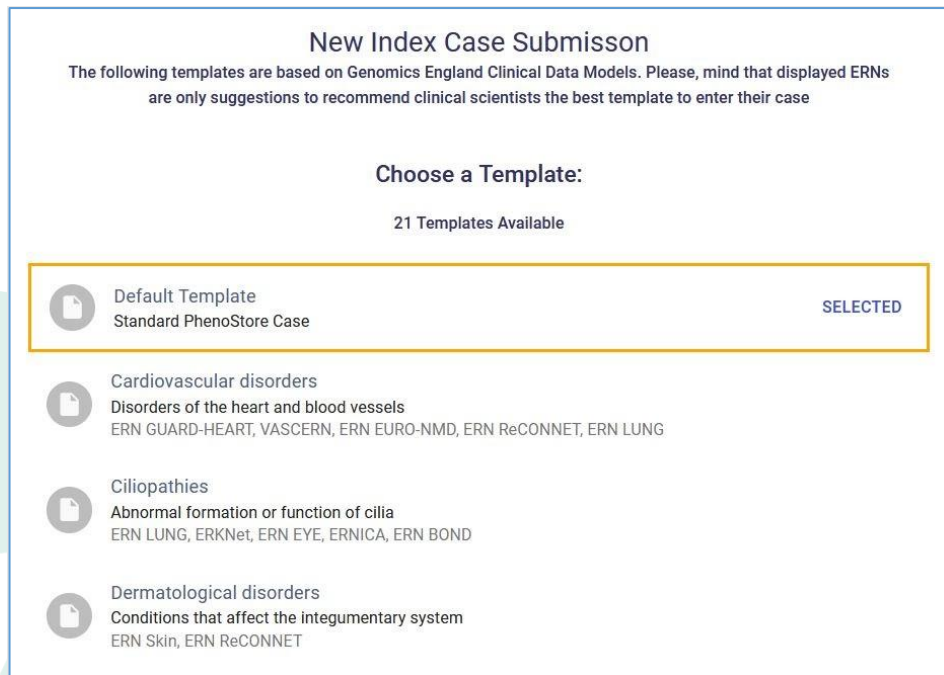 New Index Case Submisson
The following templates are based on Genomics England Clinical Data Models. Please, mind that displayed ERNs
are only suggestions to recommend clinical scientists the best template to enter their case
Choose a Template:
21 Templates Available
Default Template
Standard PhenoStore Case
SELECTED
Cardiovascular disorders
Disorders of the heart and blood vessels
ERN GUARD-HEART, VASCERN, ERN EURO-NMD, ERN ReCONNET, ERN LUNG
Ciliopathies
Abnormal formation or function of cilia
ERN LUNG, ERKNet, ERN EYE, ERNICA, ERN BOND
Dermatological disorders
Conditions that affect the integumentary system
ERN Skin, ERN ReCONNET